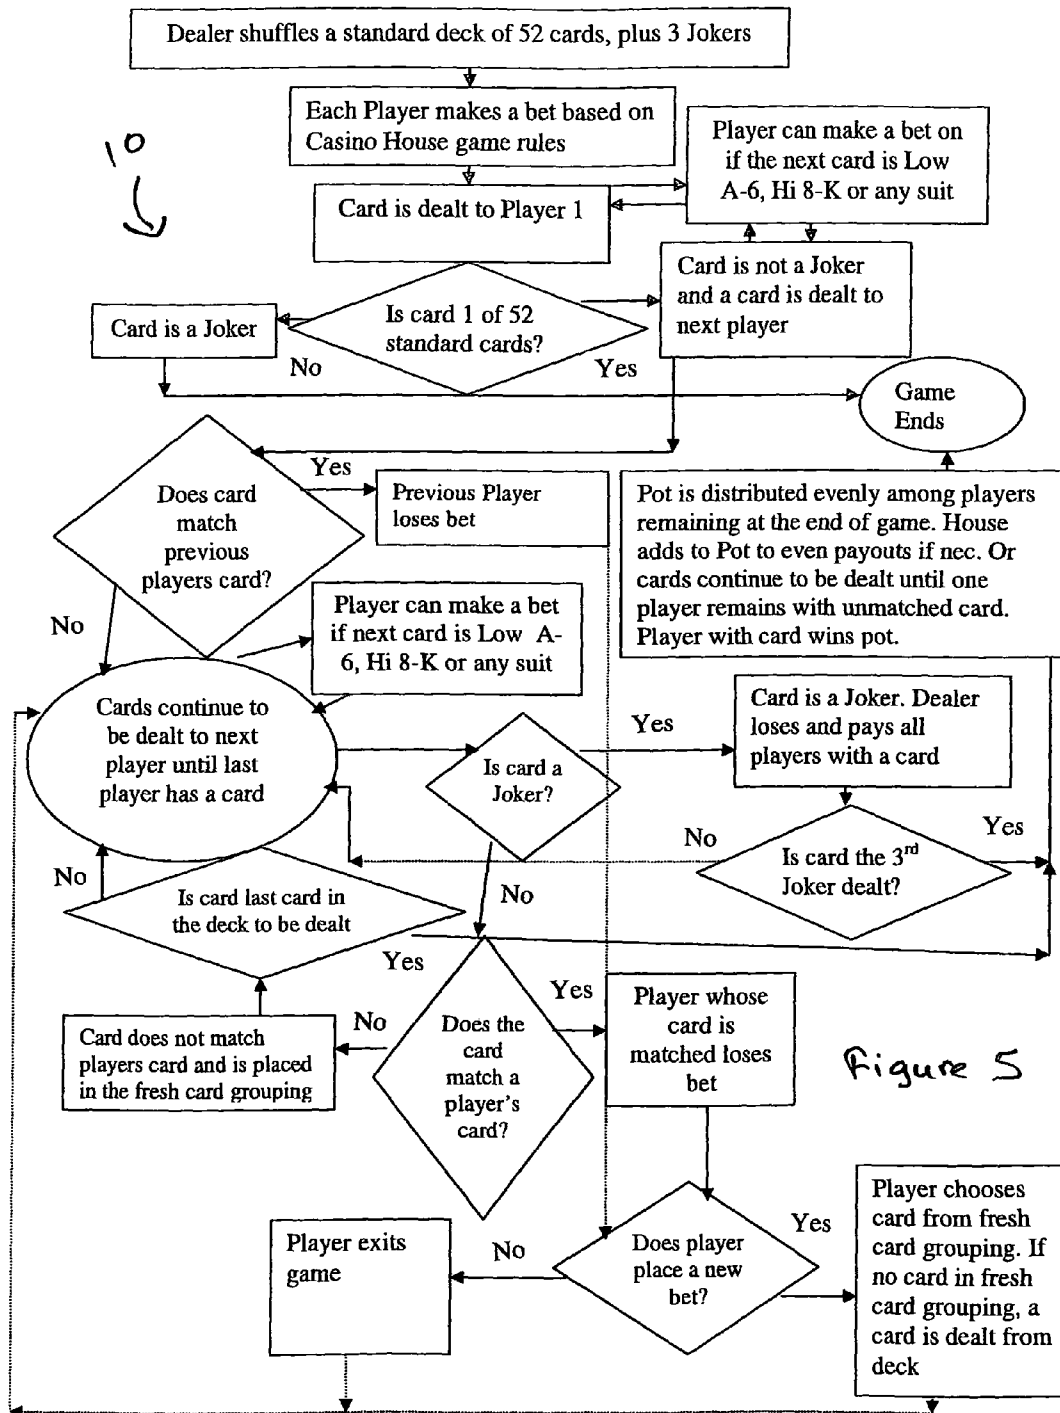 Dealer shuffles a standard deck of 52 cards, plus 3 Jokers
Each Player makes a bet based on
Casino House game rules
Player can make a bet on
if the next card is Low
A-6, Hi 8-K or any suit
10
Card is dealt to Player 1
Card is not a Joker
and a card is dealt to
next player
Is card 1 of 52
standard cards?
Card is a Joker
No
Yes
Game
Ends
Does card
match
previous
players card?
Yes
Previous Player
loses bet
Pot is distributed evenly among players
remaining at the end of game. House
adds to Pot to even payouts if nec. Or
cards continue to be dealt until one
player remains with unmatched card.
Player with card wins pot.
No
Player can make a bet
if next card is Low A-
6, Hi 8-K or any suit
Cards continue to
be dealt to next
player until last
player has a card
Is card a
Joker?
Yes
Card is a Joker. Dealer
loses and pays all
players with a card
No
Is card the 3rd
Joker dealt?
Yes
No
No
Is card last card in
the deck to be dealt
Yes
Card does not match
players card and is placed
in the fresh card grouping
No
Does the
card
match a
player's
card?
Yes
Player whose
card is
matched loses
bet
Figure 5
Player exits
game
No
Does player
place a new
bet?
Yes
Player chooses
card from fresh
card grouping. If
no card in fresh
card grouping, a
card is dealt from
deck